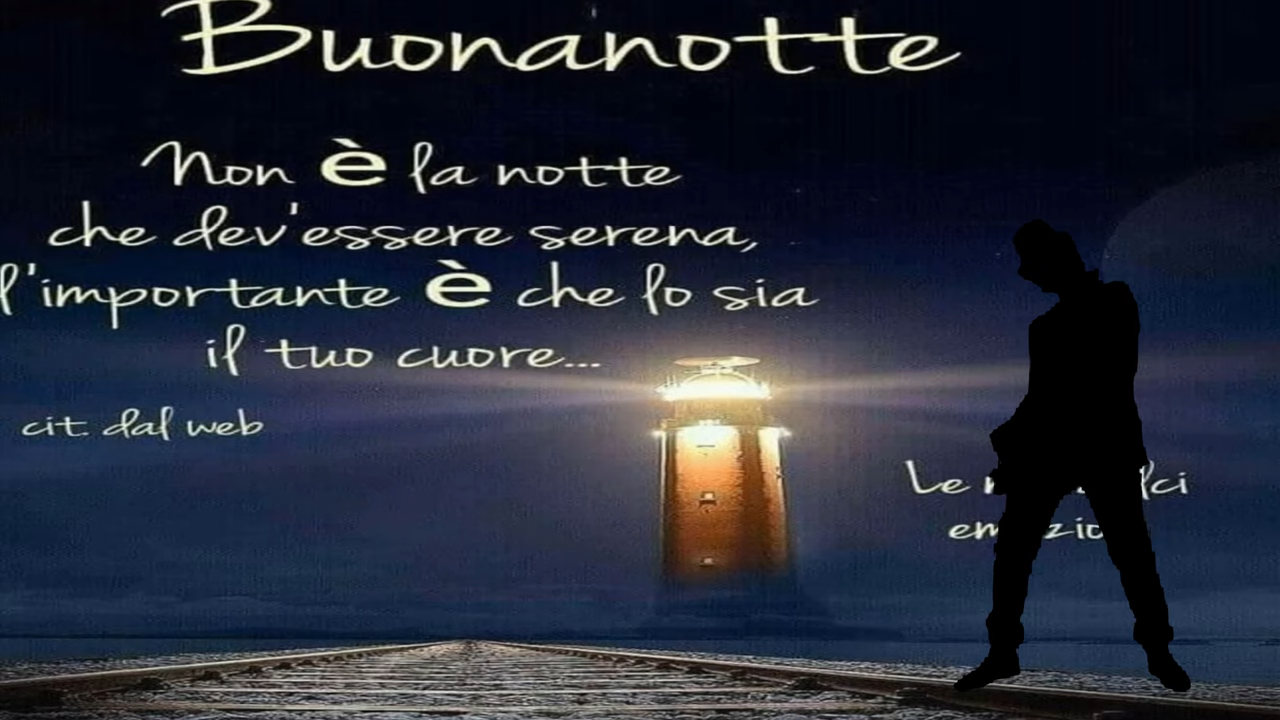 Buonanotte
Non è la notte
che dev'essere serena,
l'importante è che lo sia
il tuo cuore...
cit. dal web
Le